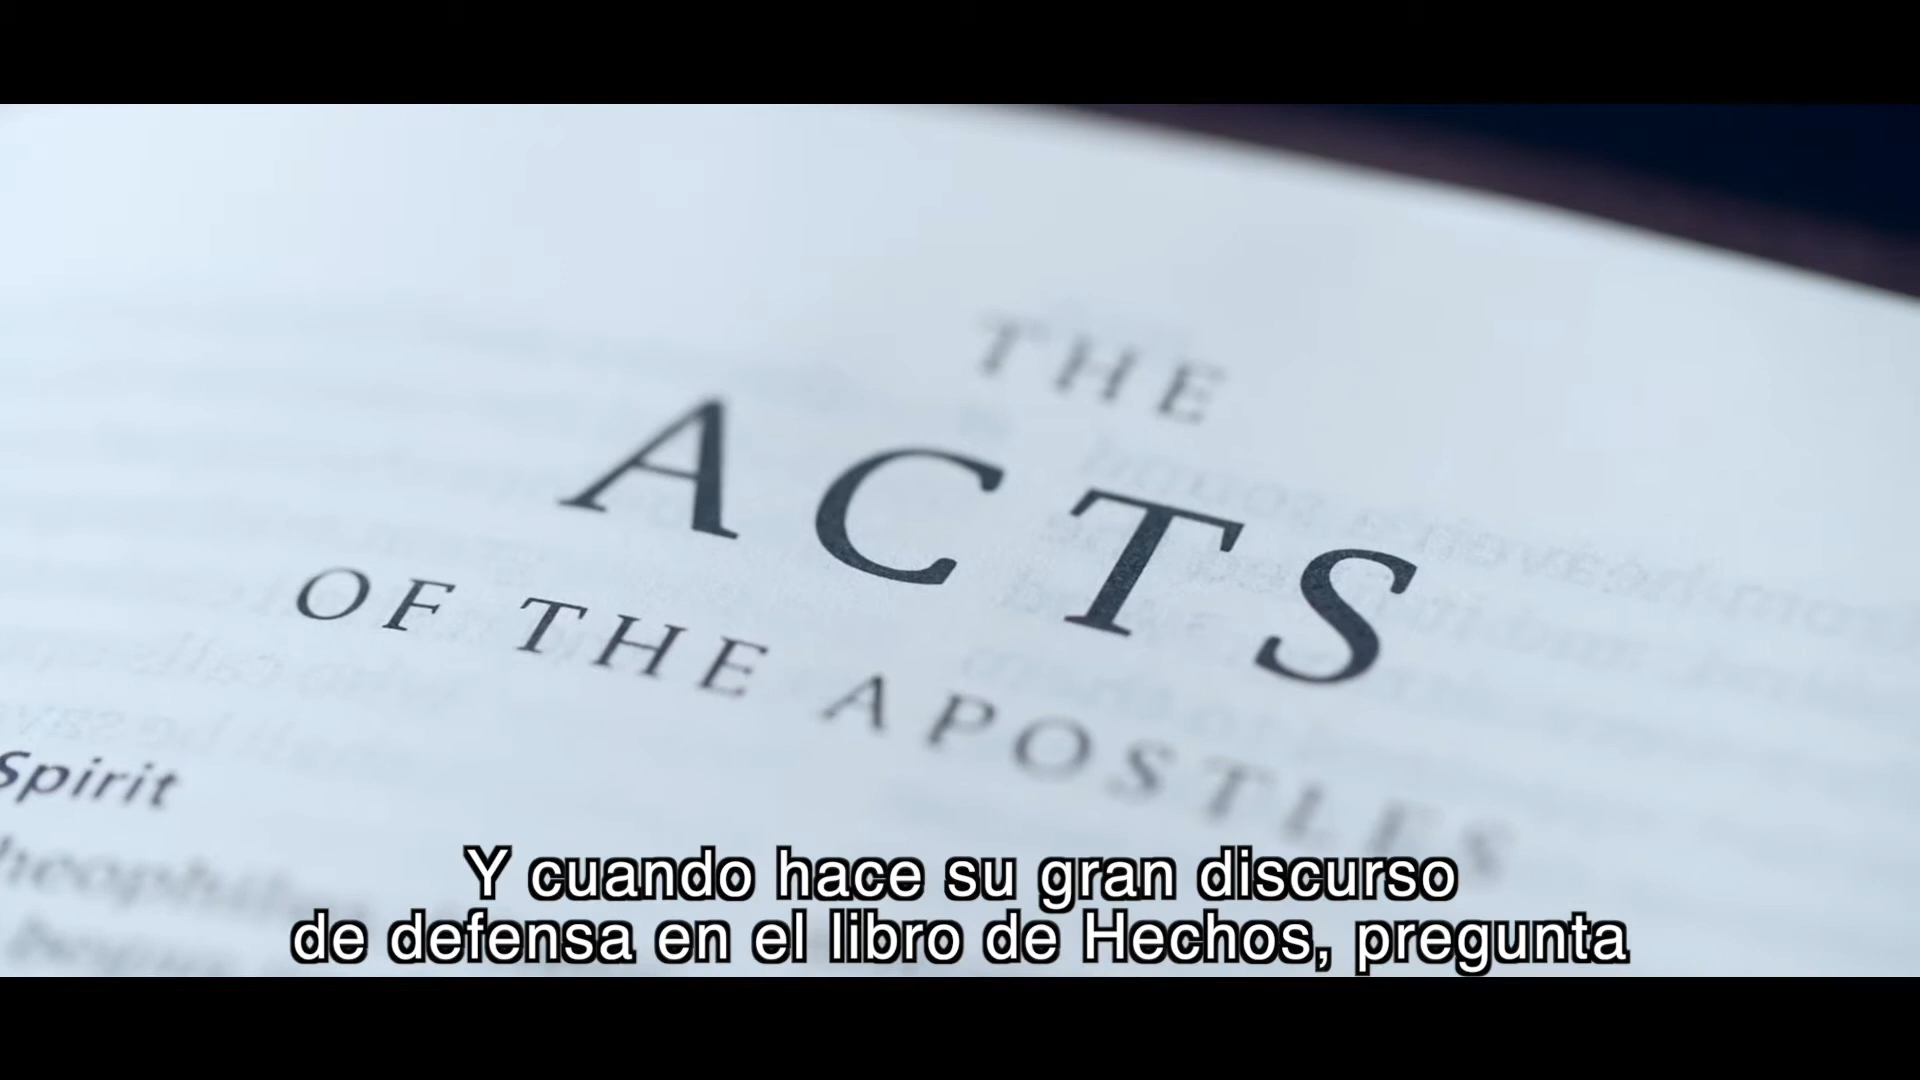 THE
ACTS
OF THE APOSTLES
Spirit
Y cuando hace su gran discurso
de defensa en el libro de Hechos, pregunta